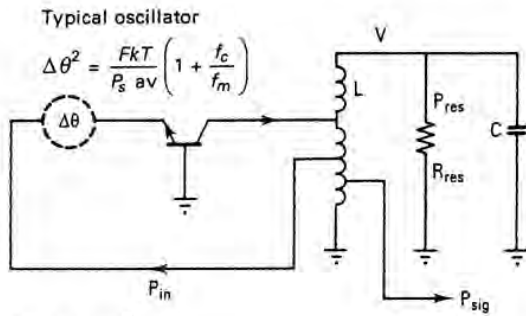 Typical oscillator
Δθ² = FkT / P_s av (1 + f_c / f_m)
V
L
Δθ
P_res
R_res
C
P_in
P_sig